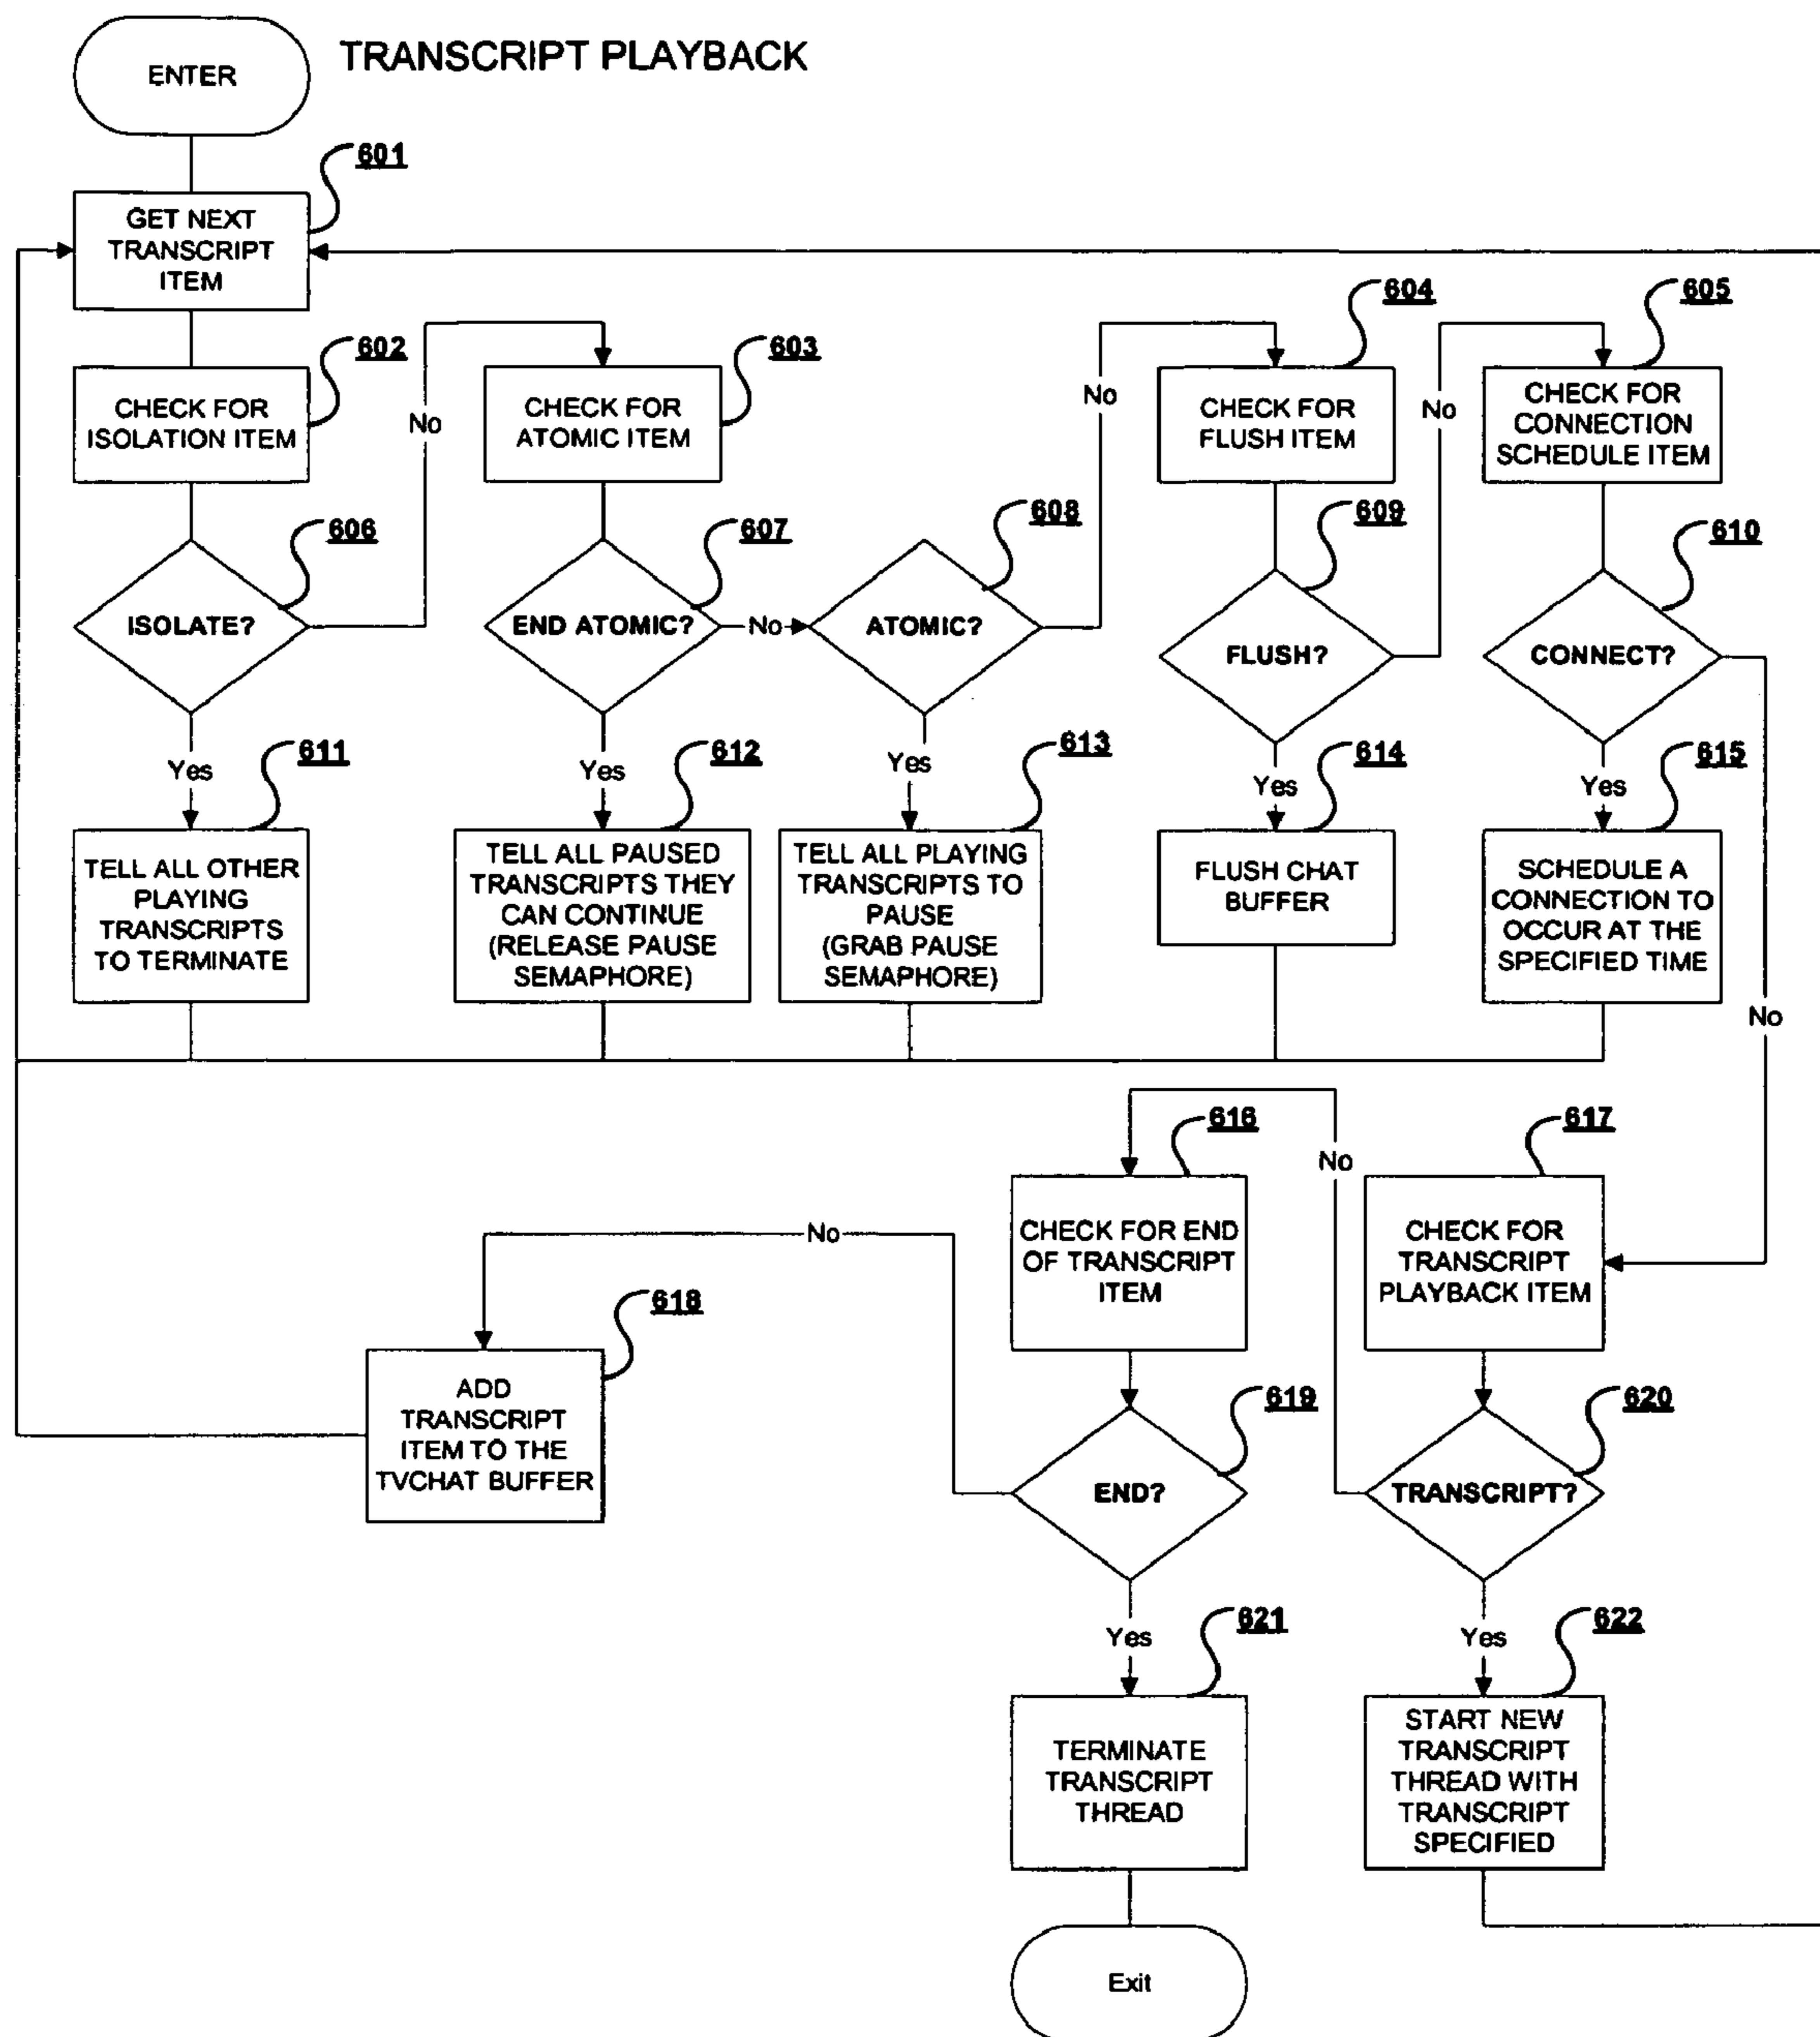 ENTER
TRANSCRIPT PLAYBACK
601
GET NEXT
TRANSCRIPT
ITEM
602
CHECK FOR
ISOLATION ITEM
No
603
CHECK FOR
ATOMIC ITEM
No
604
CHECK FOR
FLUSH ITEM
No
605
CHECK FOR
CONNECTION
SCHEDULE ITEM
606
ISOLATE?
607
END ATOMIC?
No
608
ATOMIC?
609
FLUSH?
610
CONNECT?
Yes
611
TELL ALL OTHER
PLAYING
TRANSCRIPTS
TO TERMINATE
Yes
612
TELL ALL PAUSED
TRANSCRIPTS THEY
CAN CONTINUE
(RELEASE PAUSE
SEMAPHORE)
Yes
613
TELL ALL PLAYING
TRANSCRIPTS TO
PAUSE
(GRAB PAUSE
SEMAPHORE)
Yes
614
FLUSH CHAT
BUFFER
Yes
615
SCHEDULE A
CONNECTION TO
OCCUR AT THE
SPECIFIED TIME
No
616
CHECK FOR END
OF TRANSCRIPT
ITEM
No
617
CHECK FOR
TRANSCRIPT
PLAYBACK ITEM
No
618
ADD
TRANSCRIPT
ITEM TO THE
TVCHAT BUFFER
619
END?
620
TRANSCRIPT?
Yes
621
TERMINATE
TRANSCRIPT
THREAD
Yes
622
START NEW
TRANSCRIPT
THREAD WITH
TRANSCRIPT
SPECIFIED
Exit